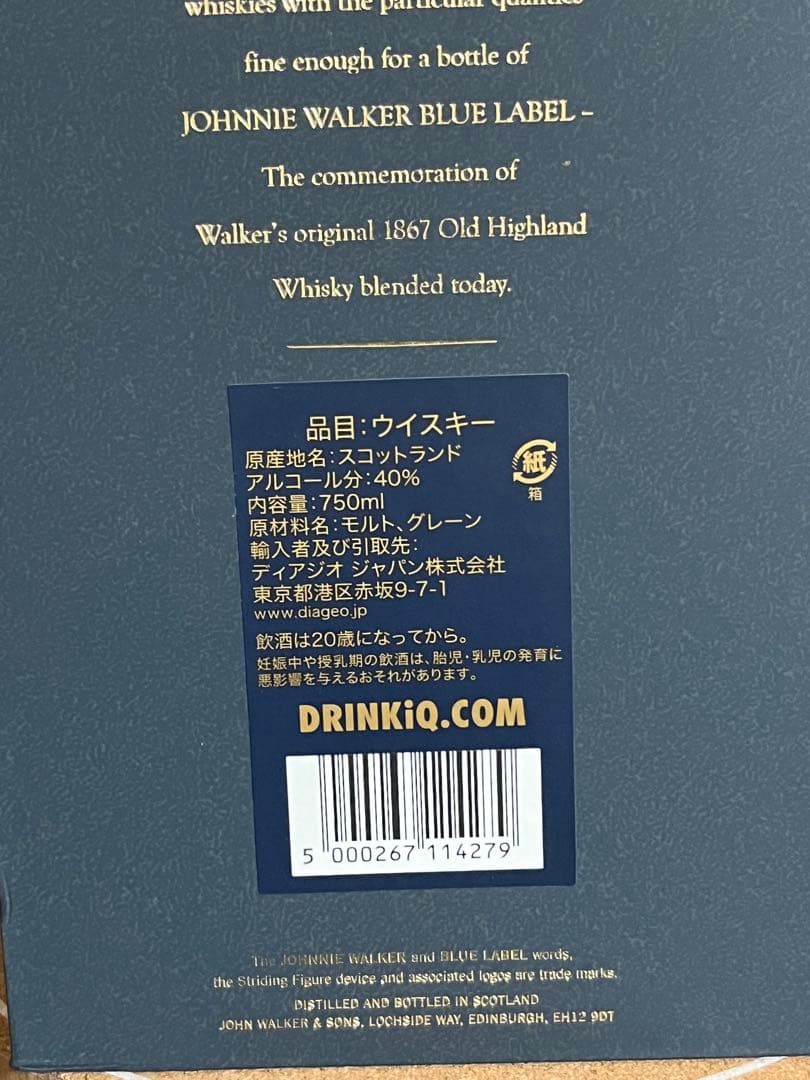 whiskies with the particular qualities
fine enough for a bottle of
JOHNNIE WALKER BLUE LABEL –
The commemoration of
Walker's original 1867 Old Highland
Whisky blended today.
品目:ウイスキー
原産地名:スコットランド
アルコール分:40%
内容量:750ml
原材料名:モルト、グレーン
輸入者及び引取先:
ディアジオ ジャパン株式会社
東京都港区赤坂9-7-1
www.diageo.jp
紙
箱
飲酒は20歳になってから。
妊娠中や授乳期の飲酒は、胎児・乳児の発育に
悪影響を与えるおそれがあります。
DRINKiQ.COM
5 000267 114279
The JOHNNIE WALKER and BLUE LABEL words,
the Striding Figure device and associated logos are trade marks.
DISTILLED AND BOTTLED IN SCOTLAND
JOHN WALKER & SONS, LOCHSIDE WAY, EDINBURGH, EH12 9DT